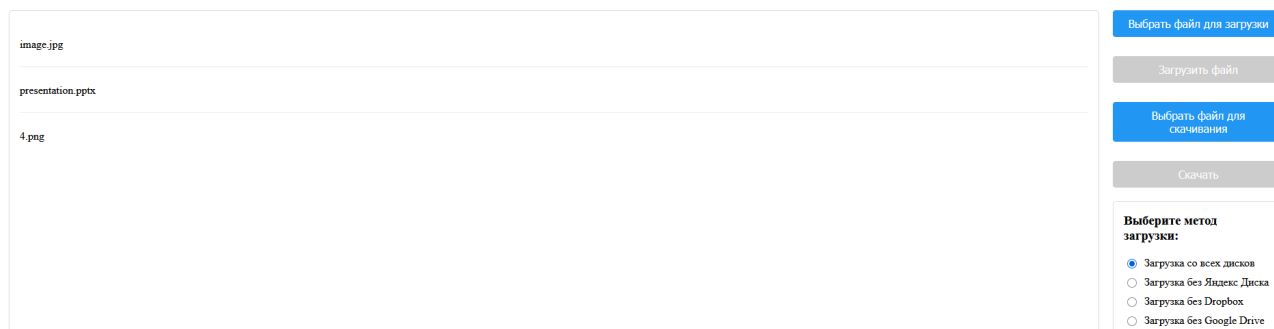 image.jpg
presentation.pptx
4.png
Выбрать файл для загрузки
Загрузить файл
Выбрать файл для
скачивания
Скачать
Выберите метод
загрузки:
Загрузка со всех дисков
Загрузка без Яндекс Диска
Загрузка без Dropbox
Загрузка без Google Drive